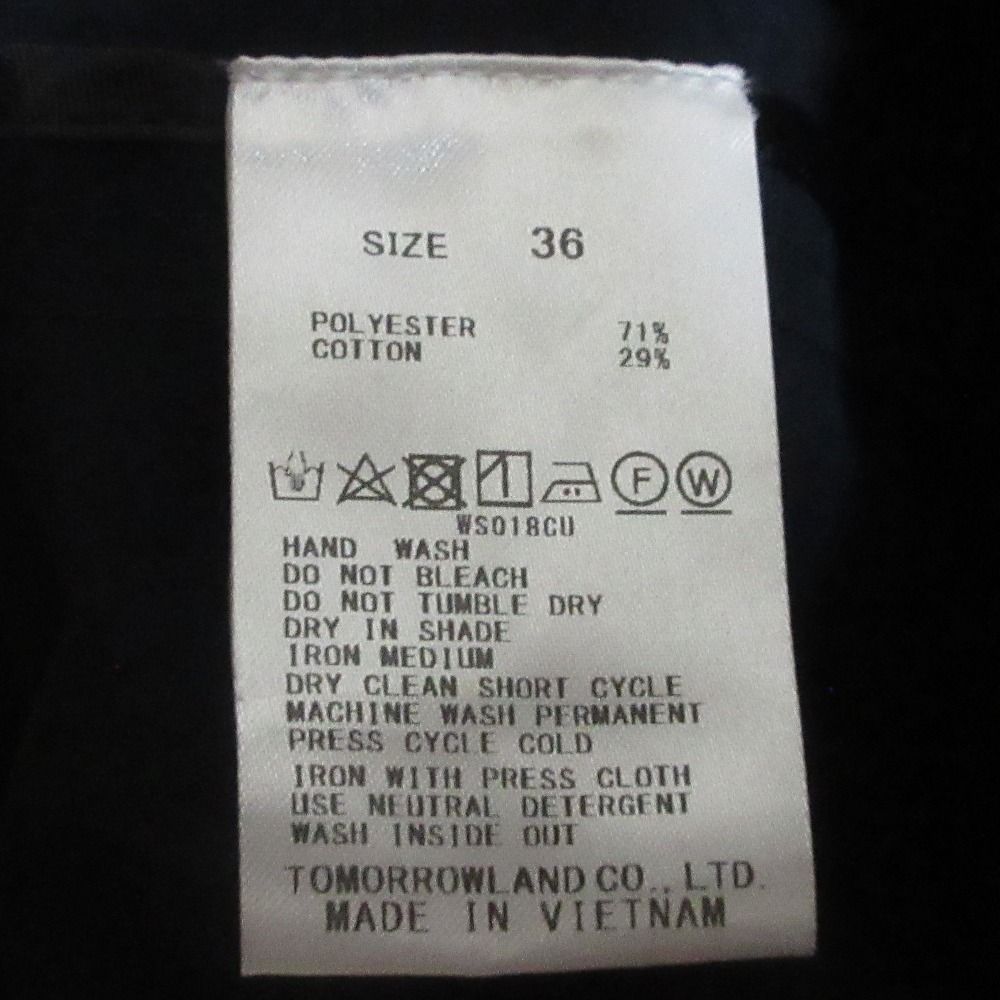 SIZE 36
POLYESTER 71%
COTTON 29%
F W
WS018CU
HAND WASH
DO NOT BLEACH
DO NOT TUMBLE DRY
DRY IN SHADE
IRON MEDIUM
DRY CLEAN SHORT CYCLE
MACHINE WASH PERMANENT
PRESS CYCLE COLD
IRON WITH PRESS CLOTH
USE NEUTRAL DETERGENT
WASH INSIDE OUT
TOMORROWLAND CO., LTD.
MADE IN VIETNAM